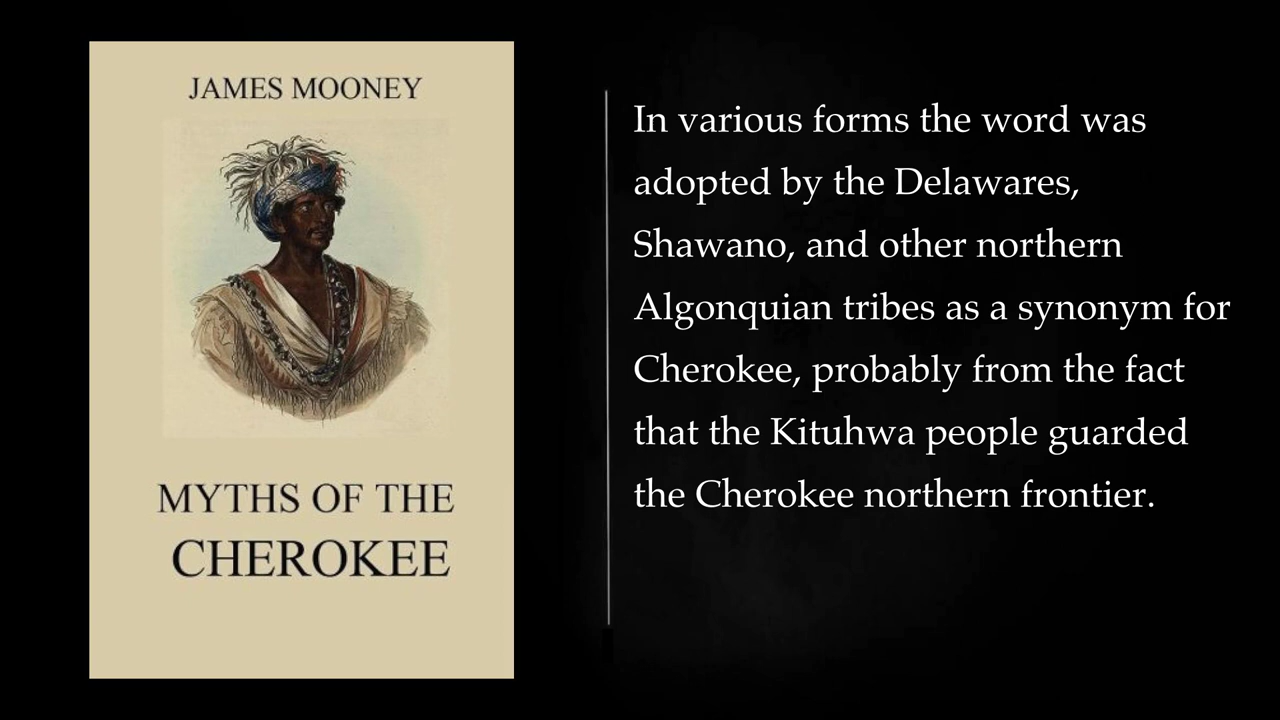 JAMES MOONEY
MYTHS OF THE
CHEROKEE
In various forms the word was
adopted by the Delawares,
Shawano, and other northern
Algonquian tribes as a synonym for
Cherokee, probably from the fact
that the Kituhwa people guarded
the Cherokee northern frontier.